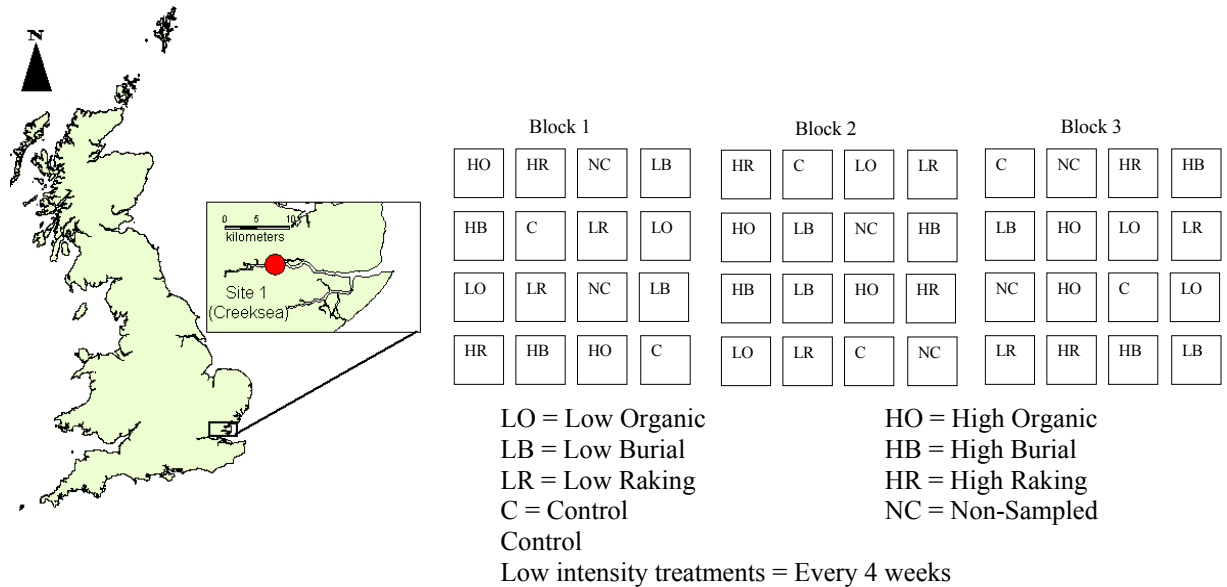 N
0 5 10
kilometers
Site 1
(Creeksea)
Block 1
HO HR NC LB
HB C LR LO
LO LR NC LB
HR HB HO C
Block 2
HR C LO LR
HO LB NC HB
HB LB HO HR
LO LR C NC
Block 3
C NC HR HB
LB HO LO LR
NC HO C LO
LR HR HB LB
LO = Low Organic
LB = Low Burial
LR = Low Raking
C = Control
Control
Low intensity treatments = Every 4 weeks
HO = High Organic
HB = High Burial
HR = High Raking
NC = Non-Sampled